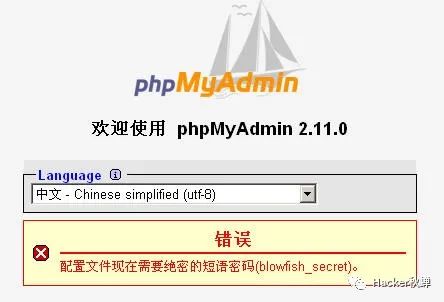 phpMyAdmin
欢迎使用 phpMyAdmin 2.11.0
Language
中文 - Chinese simplified (utf-8)
错误
配置文件现在需要绝密的短语密码(blowfish_secret)。
Hacker秋蝉